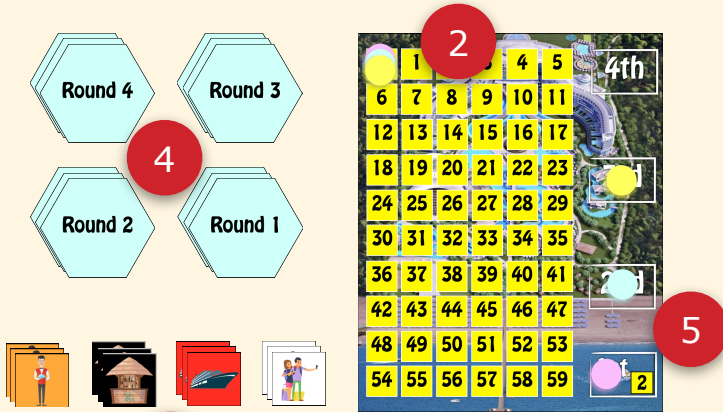 Round 4
Round 3
4
Round 2
Round 1
2
1 4 5
6 7 8 9 10 11
12 13 14 15 16 17
18 19 20 21 22 23
24 25 26 27 28 29
30 31 32 33 34 35
36 37 38 39 40 41
42 43 44 45 46 47
48 49 50 51 52 53
54 55 56 57 58 59
4th
5
2